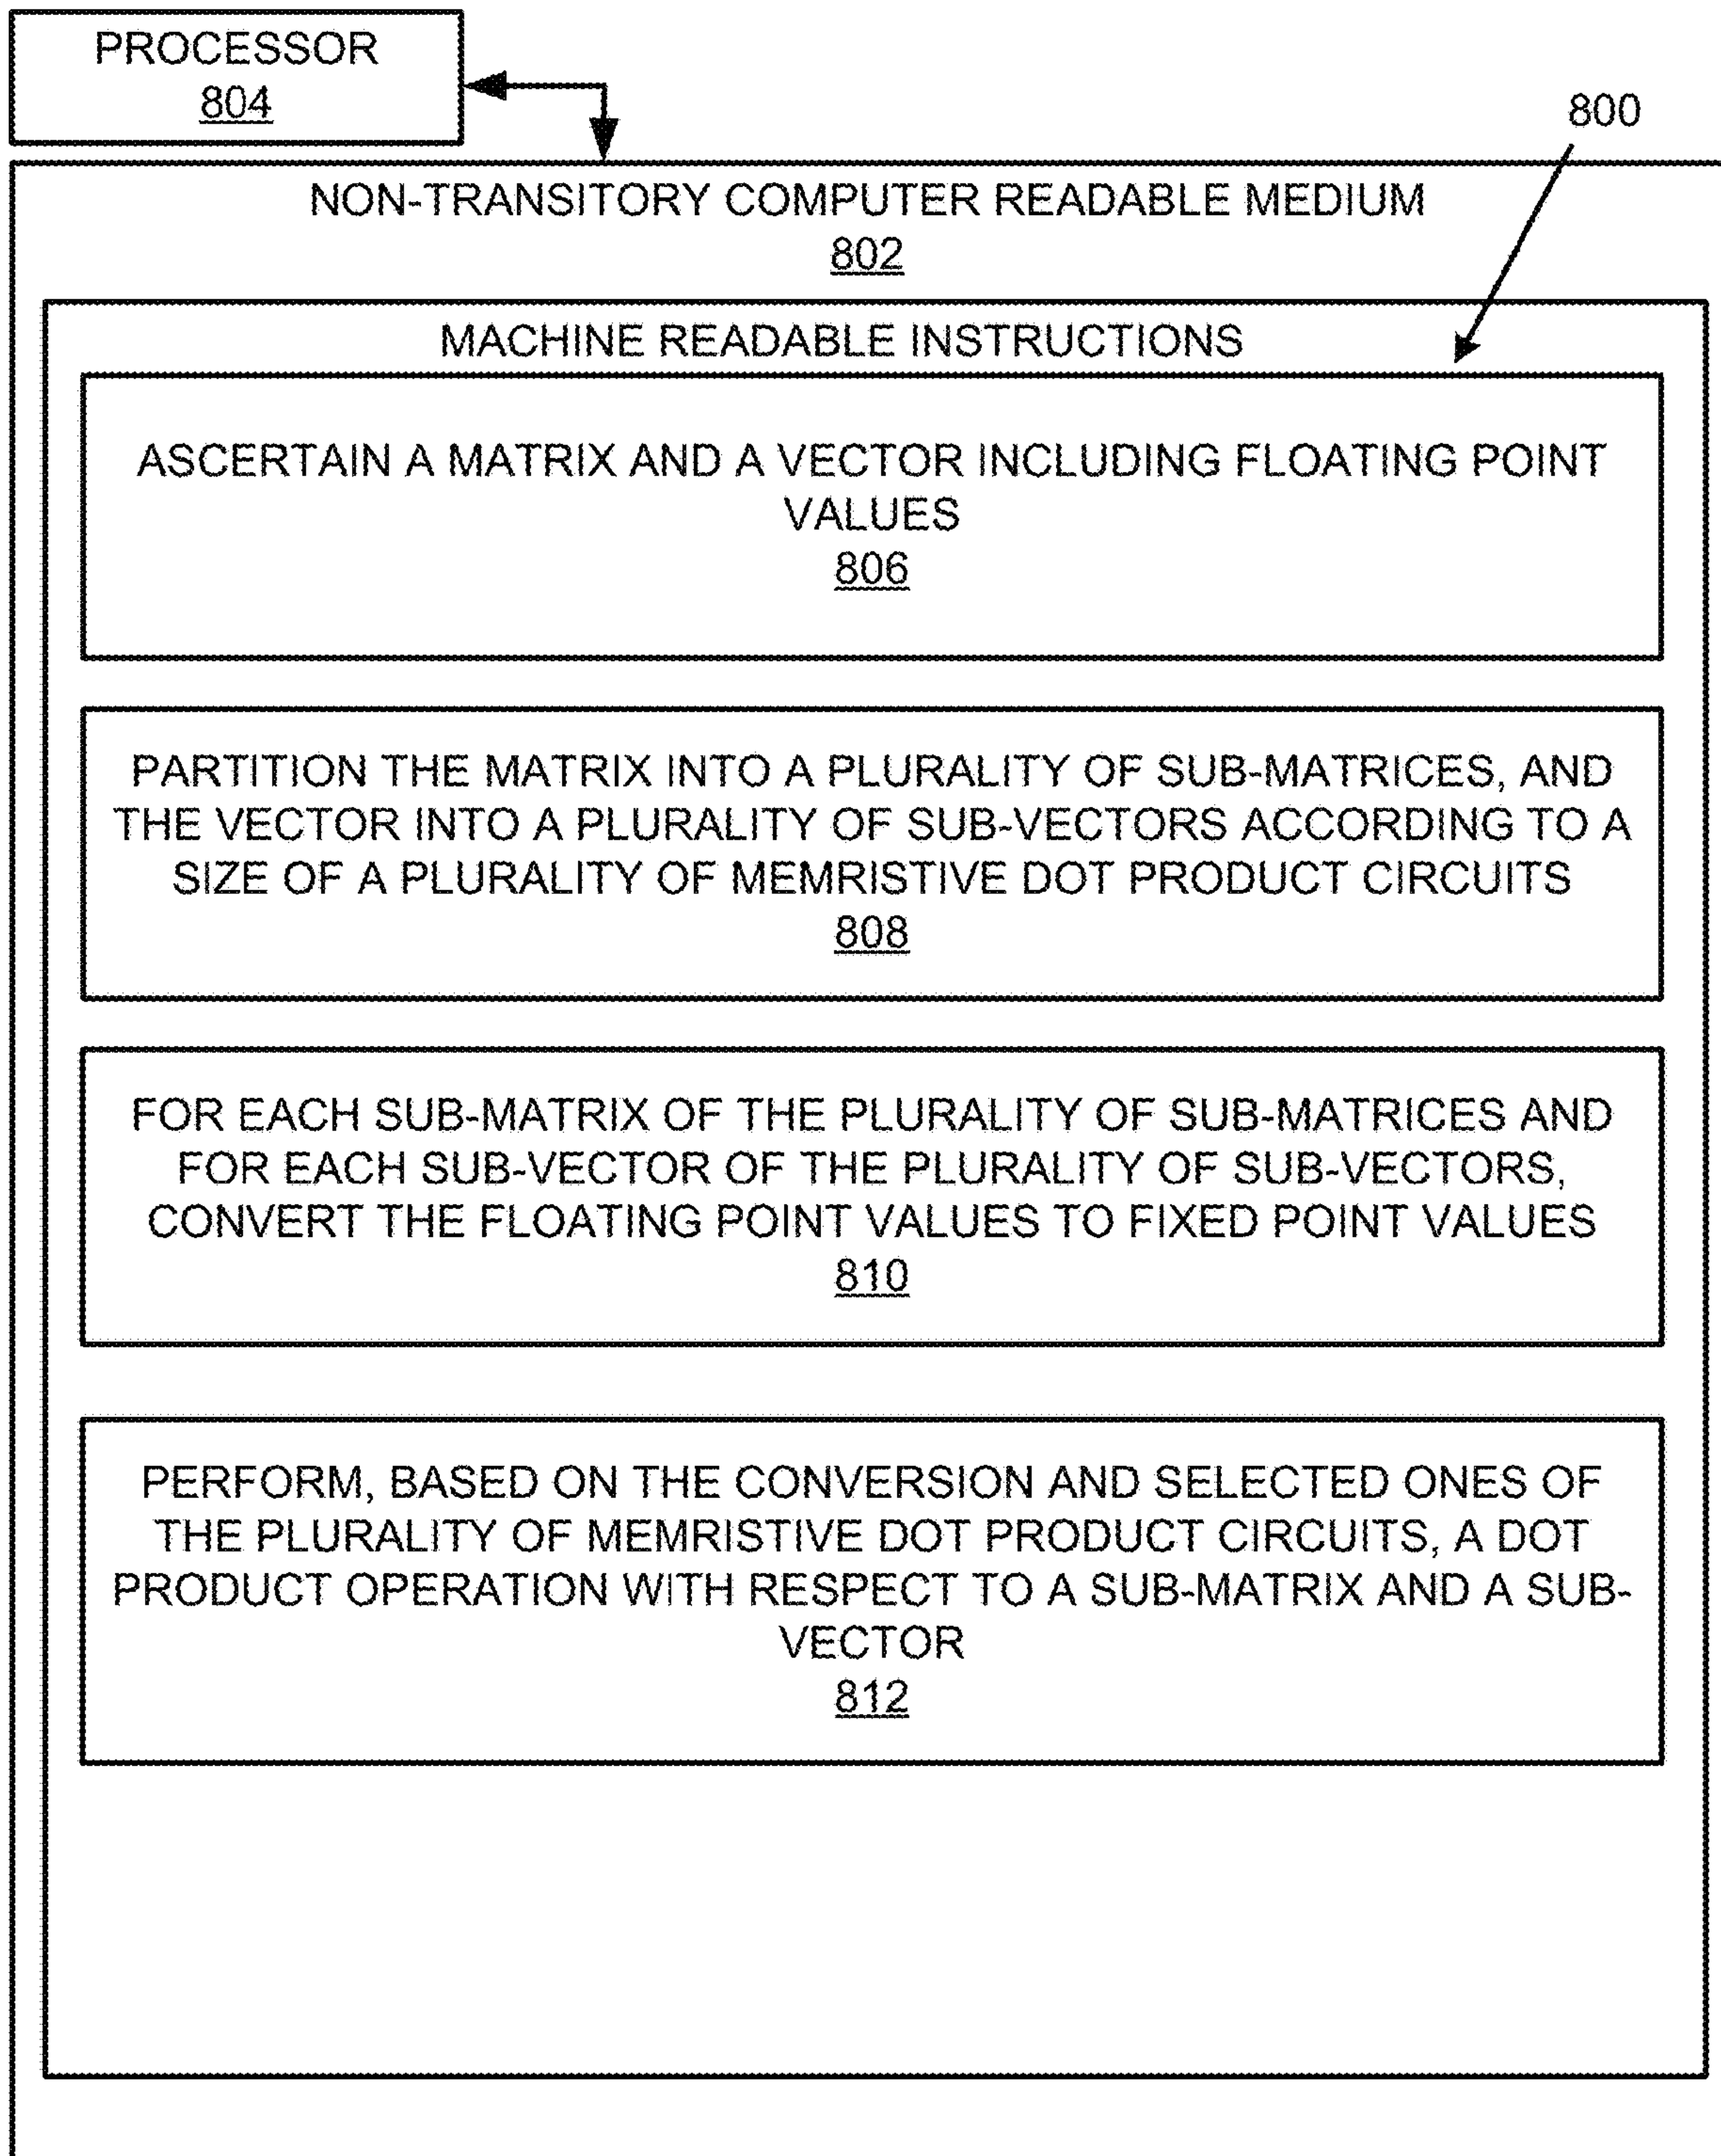 PROCESSOR
804
800
NON-TRANSITORY COMPUTER READABLE MEDIUM
802
MACHINE READABLE INSTRUCTIONS
ASCERTAIN A MATRIX AND A VECTOR INCLUDING FLOATING POINT
VALUES
806
PARTITION THE MATRIX INTO A PLURALITY OF SUB-MATRICES, AND
THE VECTOR INTO A PLURALITY OF SUB-VECTORS ACCORDING TO A
SIZE OF A PLURALITY OF MEMRISTIVE DOT PRODUCT CIRCUITS
808
FOR EACH SUB-MATRIX OF THE PLURALITY OF SUB-MATRICES AND
FOR EACH SUB-VECTOR OF THE PLURALITY OF SUB-VECTORS,
CONVERT THE FLOATING POINT VALUES TO FIXED POINT VALUES
810
PERFORM, BASED ON THE CONVERSION AND SELECTED ONES OF
THE PLURALITY OF MEMRISTIVE DOT PRODUCT CIRCUITS, A DOT
PRODUCT OPERATION WITH RESPECT TO A SUB-MATRIX AND A SUB-
VECTOR
812